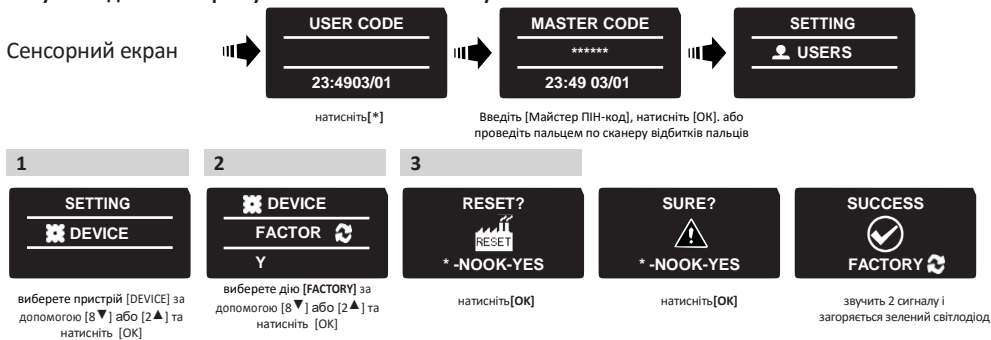 Сенсорний екран
USER CODE
23:4903/01
натисніть[*]
MASTER CODE
******
23:49 03/01
Введіть [Майстер ПІН-код], натисніть [ОК]. або
проведіть пальцем по сканеру відбитків пальців
SETTING
USERS
1
SETTING
DEVICE
виберете пристрій [DEVICE] за
допомогою [8▼] або [2▲] та
натисніть [OK]
2
DEVICE
FACTOR
Y
виберете дію [FACTORY] за
допомогою [8▼] або [2▲] та
натисніть [OK]
3
RESET?
RESET
* -NOOK-YES
натисніть[OK]
SURE?
* -NOOK-YES
натисніть[OK]
SUCCESS
FACTORY
звучить 2 сигналу і
загоряється зелений світлодіод